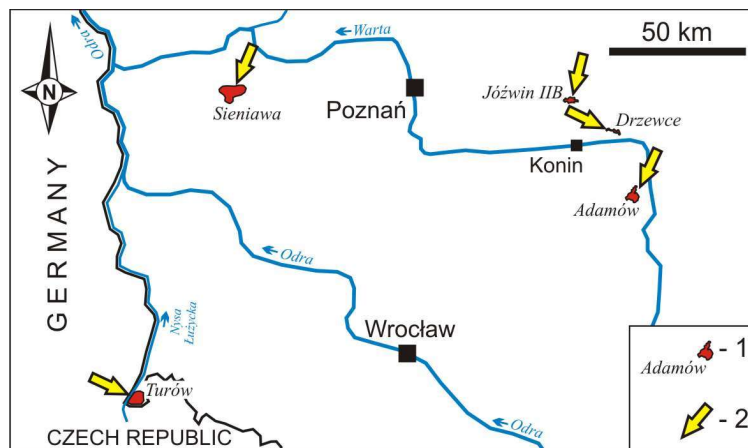 50 km
Odra
Warta
N
Sieniawa
Poznań
Jóźwin IIB
Drzewce
Konin
Adamów
GERMANY
Odra
Nysa
Łużycka
Wrocław
Turów
CZECH REPUBLIC
Odra
Adamów
- 1
- 2